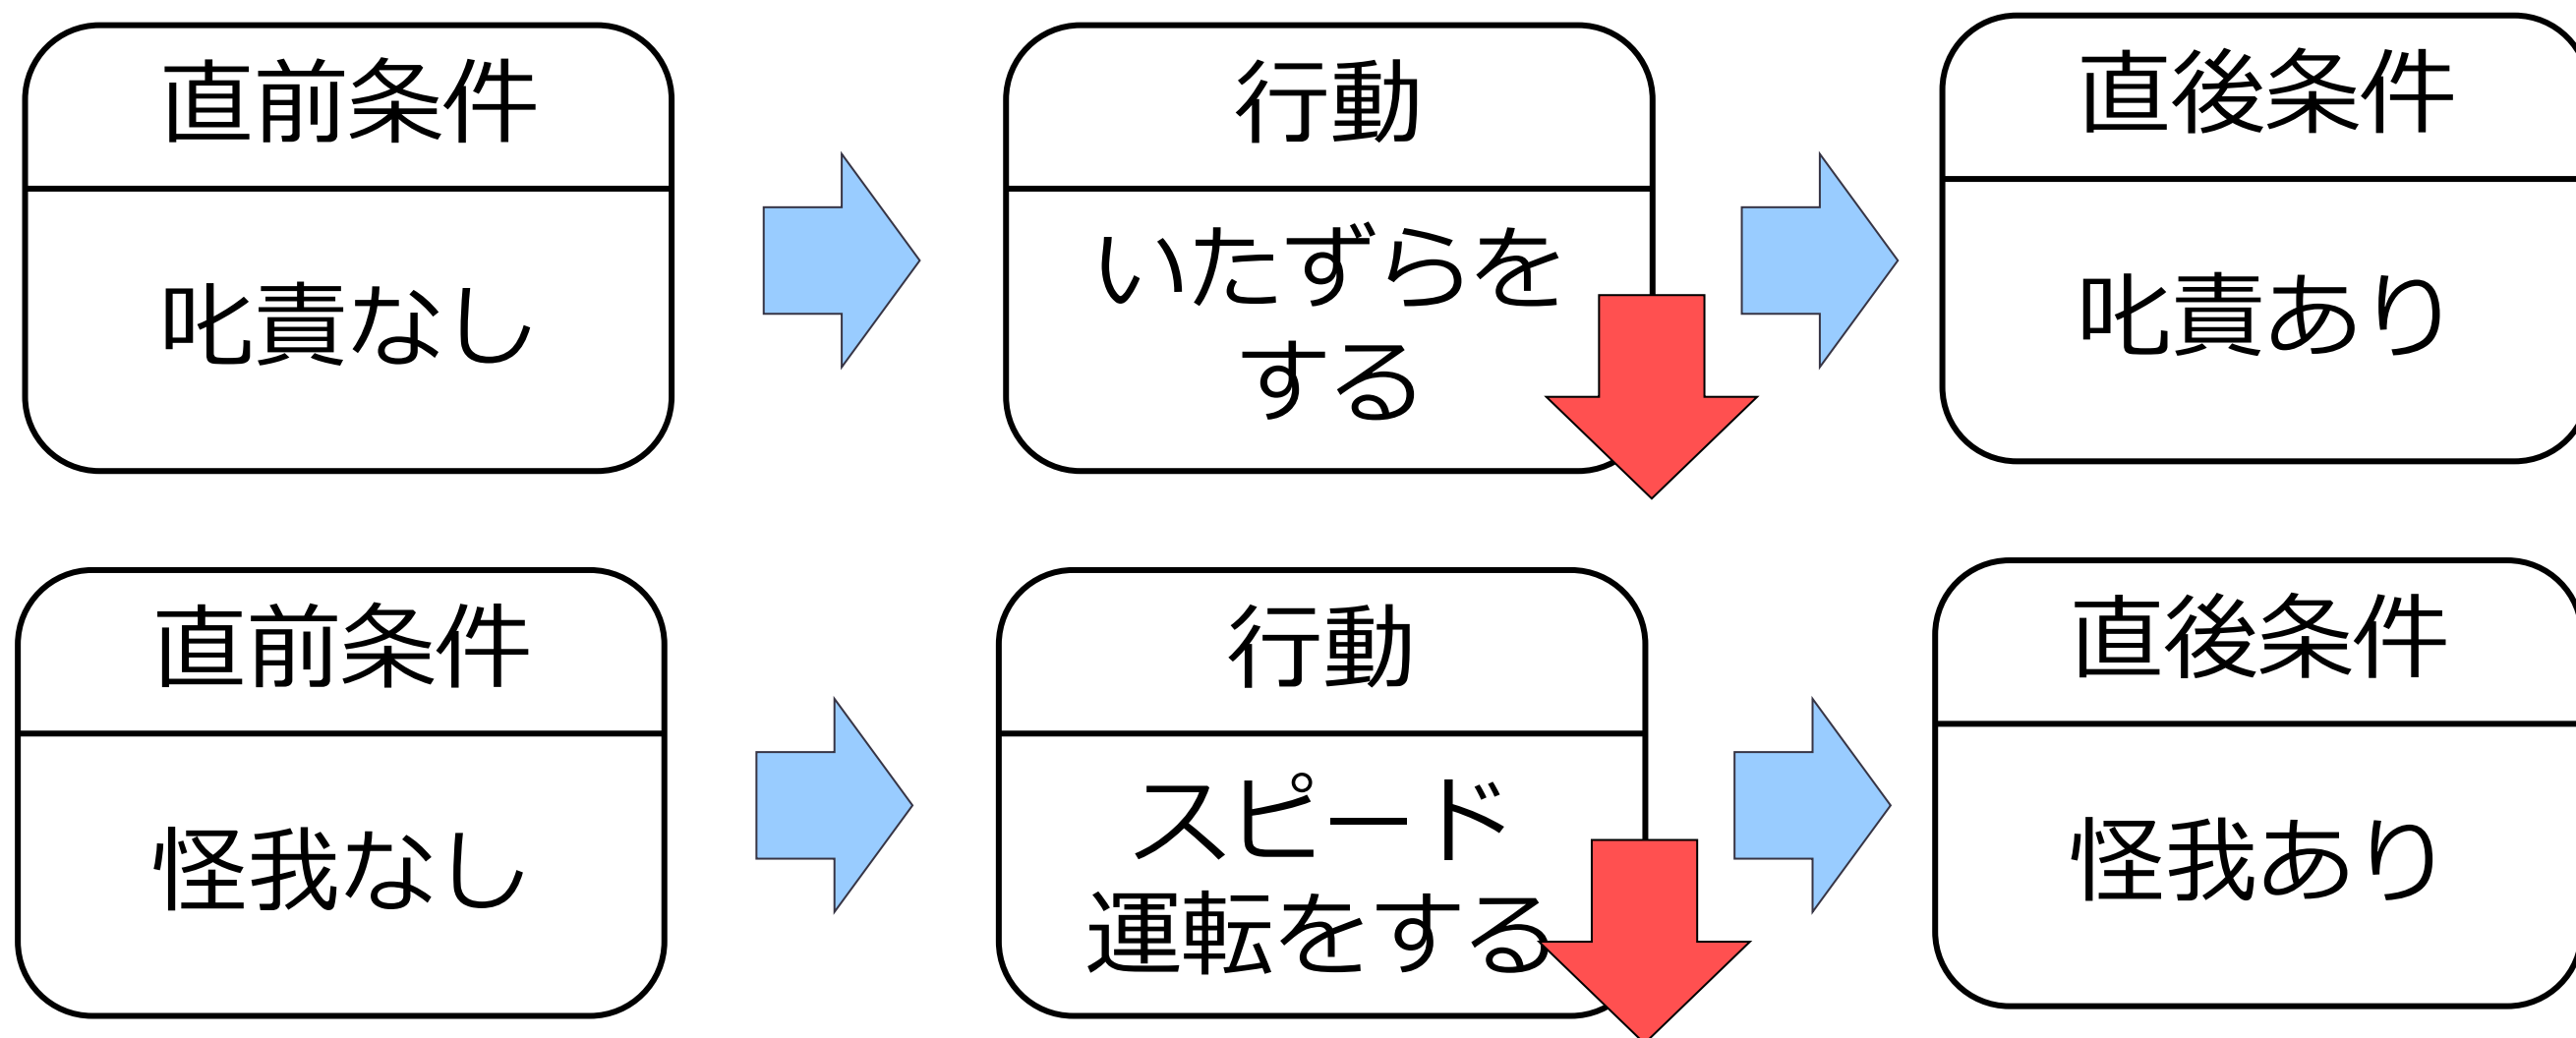 直前条件
行動
直後条件
叱責なし
いたずらを
する
叱責あり
直前条件
行動
直後条件
怪我なし
スピード
運転をする
怪我あり